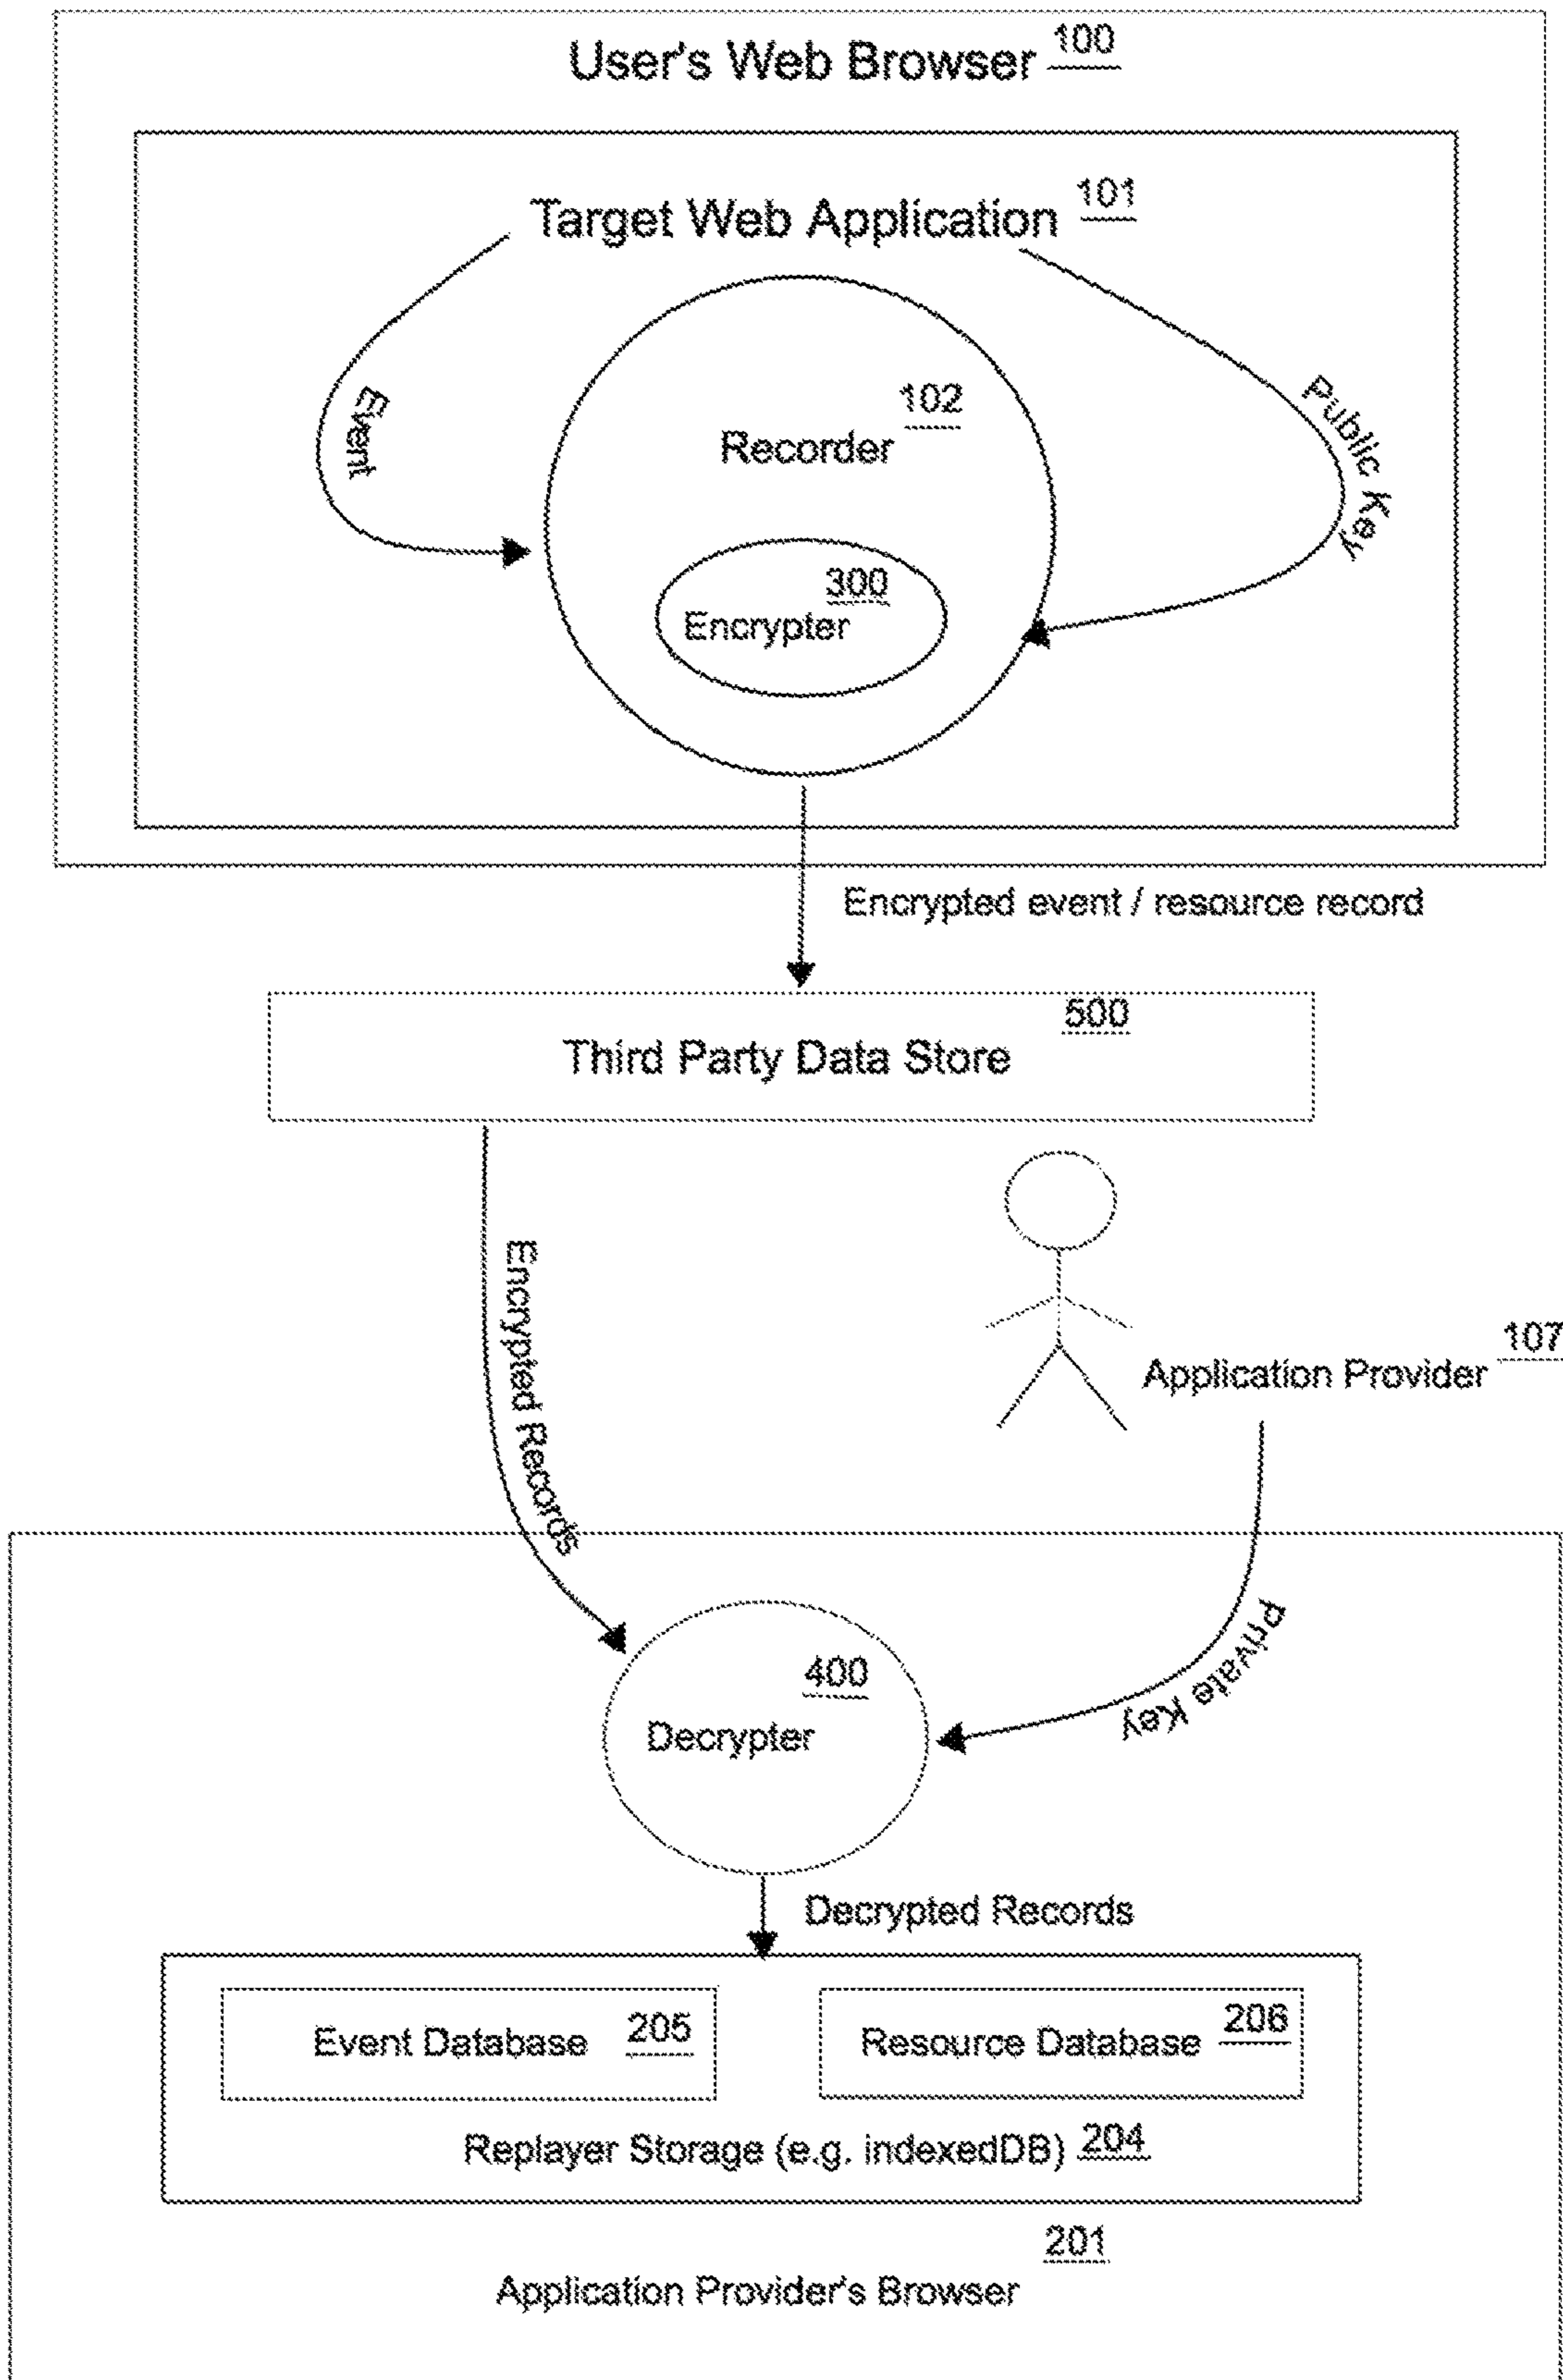 User's Web Browser 100
Target Web Application 101
Event
Public Key
Recorder 102
Encrypter 300
Encrypted event / resource record
Third Party Data Store 500
Encrypted Records
Application Provider 107
Private Key
Decrypter 400
Decrypted Records
Event Database 205
Resource Database 206
Replayer Storage (e.g. indexedDB) 204
Application Provider's Browser 201